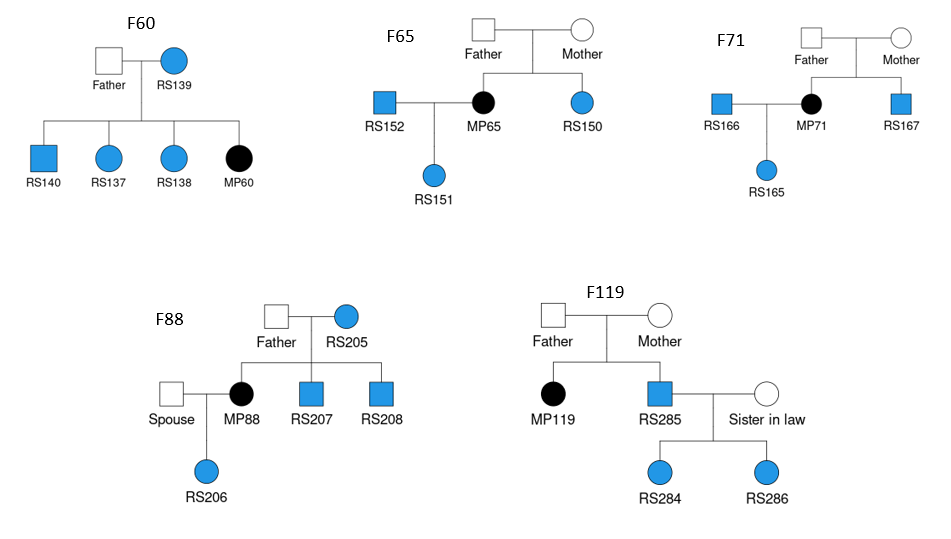 F60
Father
RS139
RS140
RS137
RS138
MP60
F65
Father
Mother
RS152
MP65
RS150
RS151
F71
Father
Mother
RS166
MP71
RS167
RS165
F88
Father
RS205
Spouse
MP88
RS207
RS208
RS206
F119
Father
Mother
MP119
RS285
Sister in law
RS284
RS286